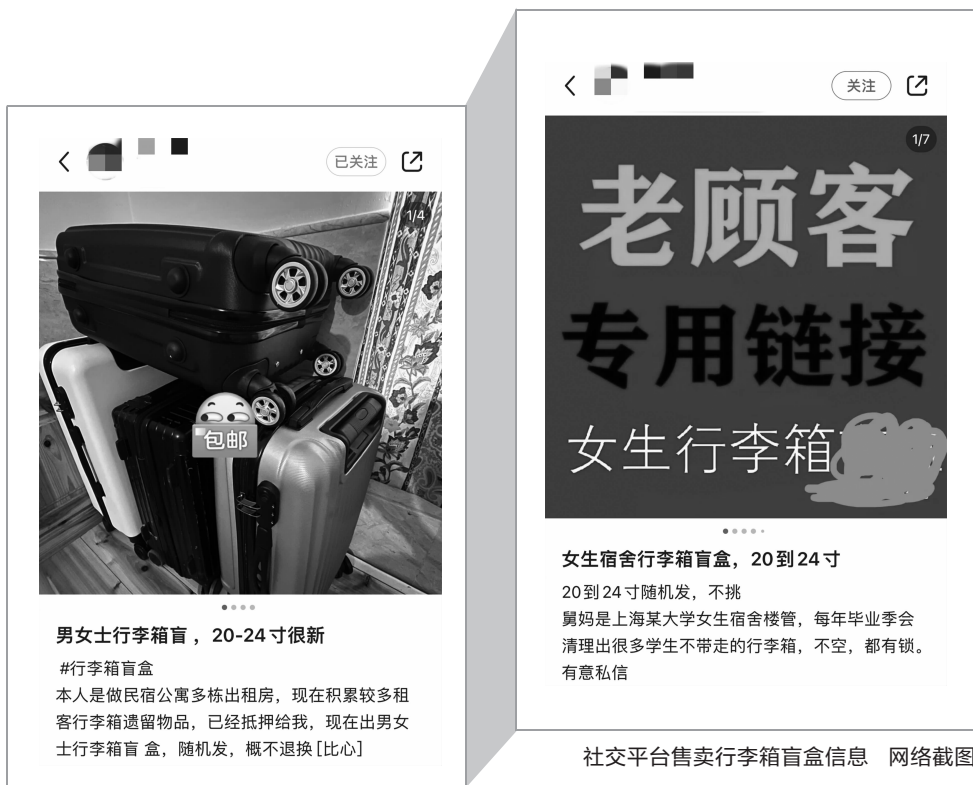 已关注
1/4
包邮
男女士行李箱盲，20-24寸很新
#行李箱盲盒
本人是做民宿公寓多栋出租房，现在积累较多租
客行李箱遗留物品，已经抵押给我，现在出男女
士行李箱盲 盒，随机发，概不退换[比心]
关注
1/7
老顾客
专用链接
女生行李箱
女生宿舍行李箱盲盒，20到24寸
20到24寸随机发，不挑
舅妈是上海某大学女生宿舍楼管，每年毕业季会
清理出很多学生不带走的行李箱，不空，都有锁。
有意私信
社交平台售卖行李箱盲盒信息　网络截图